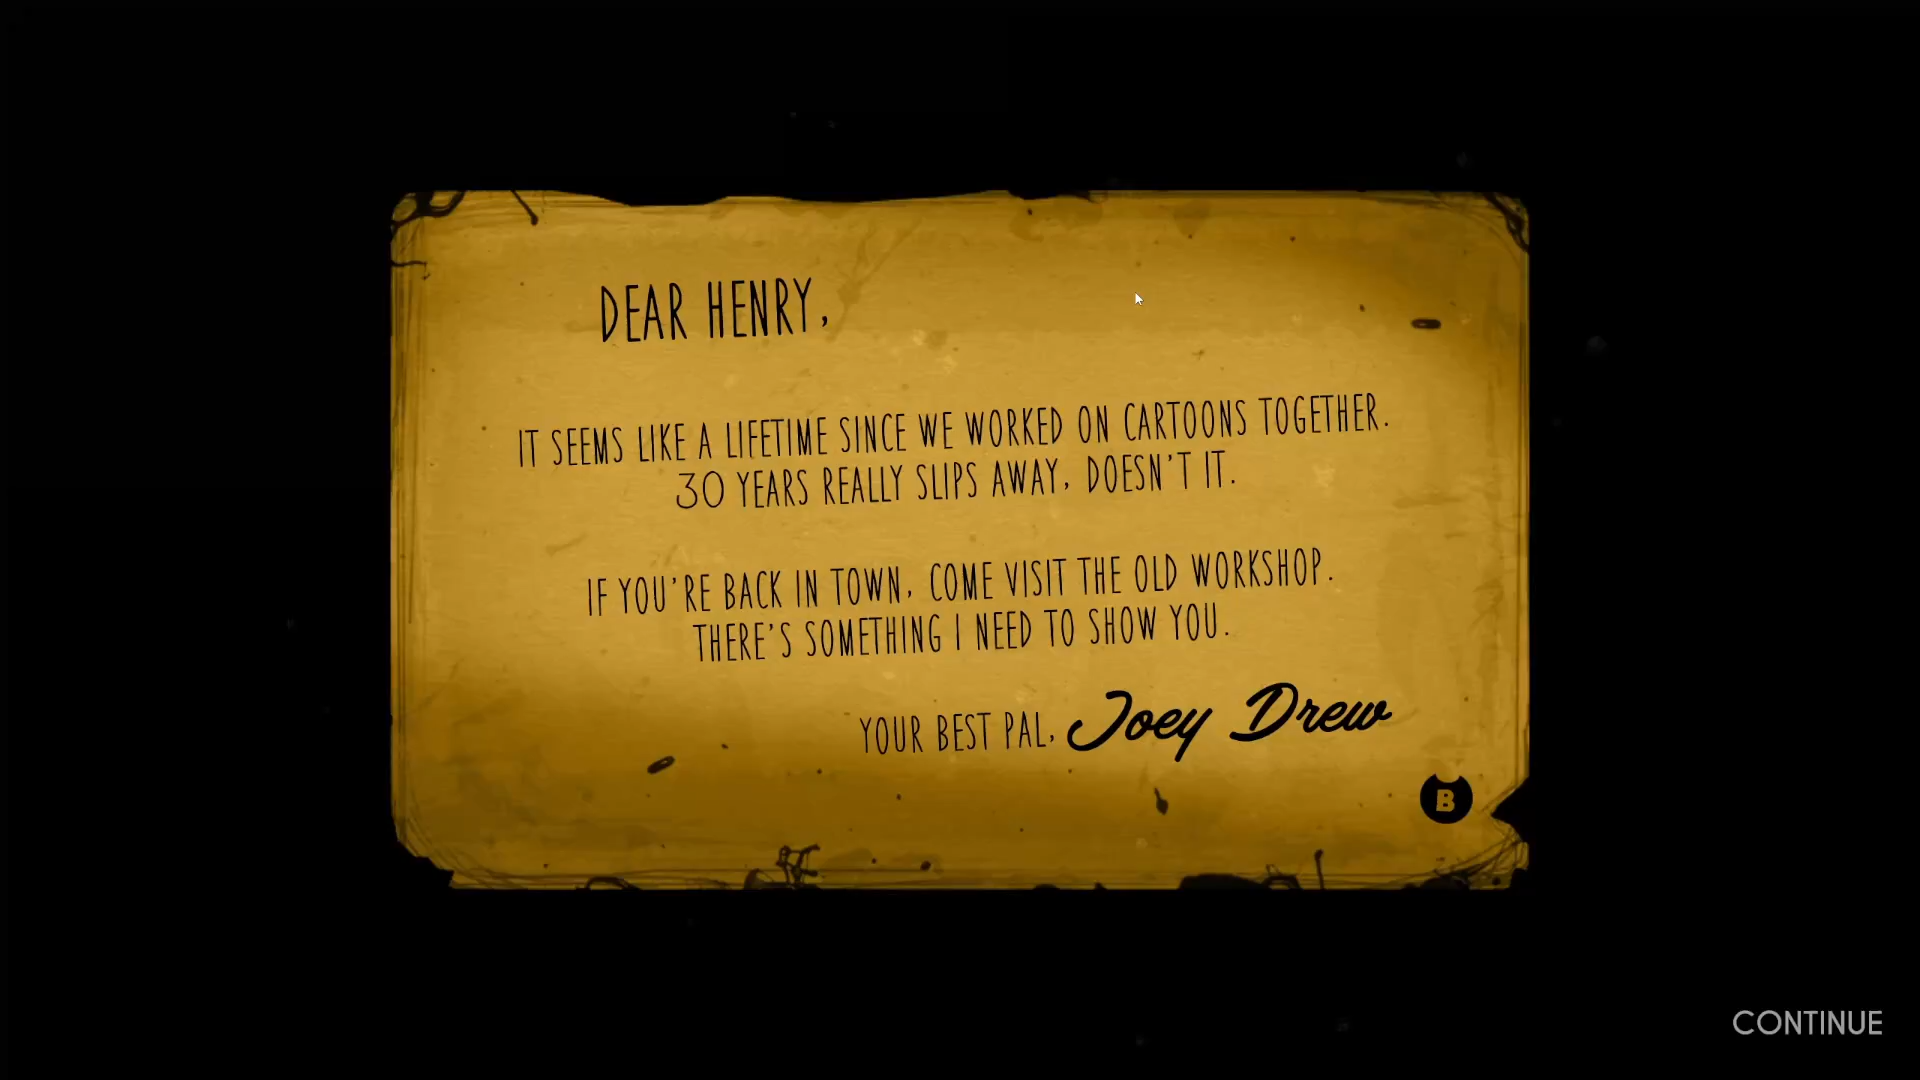 DEAR HENRY,
IT SEEMS LIKE A LIFETIME SINCE WE WORKED ON CARTOONS TOGETHER.
30 YEARS REALLY SLIPS AWAY, DOESN'T IT.
IF YOU'RE BACK IN TOWN, COME VISIT THE OLD WORKSHOP.
THERE'S SOMETHING I NEED TO SHOW YOU.
YOUR BEST PAL, Joey Drew
B
CONTINUE